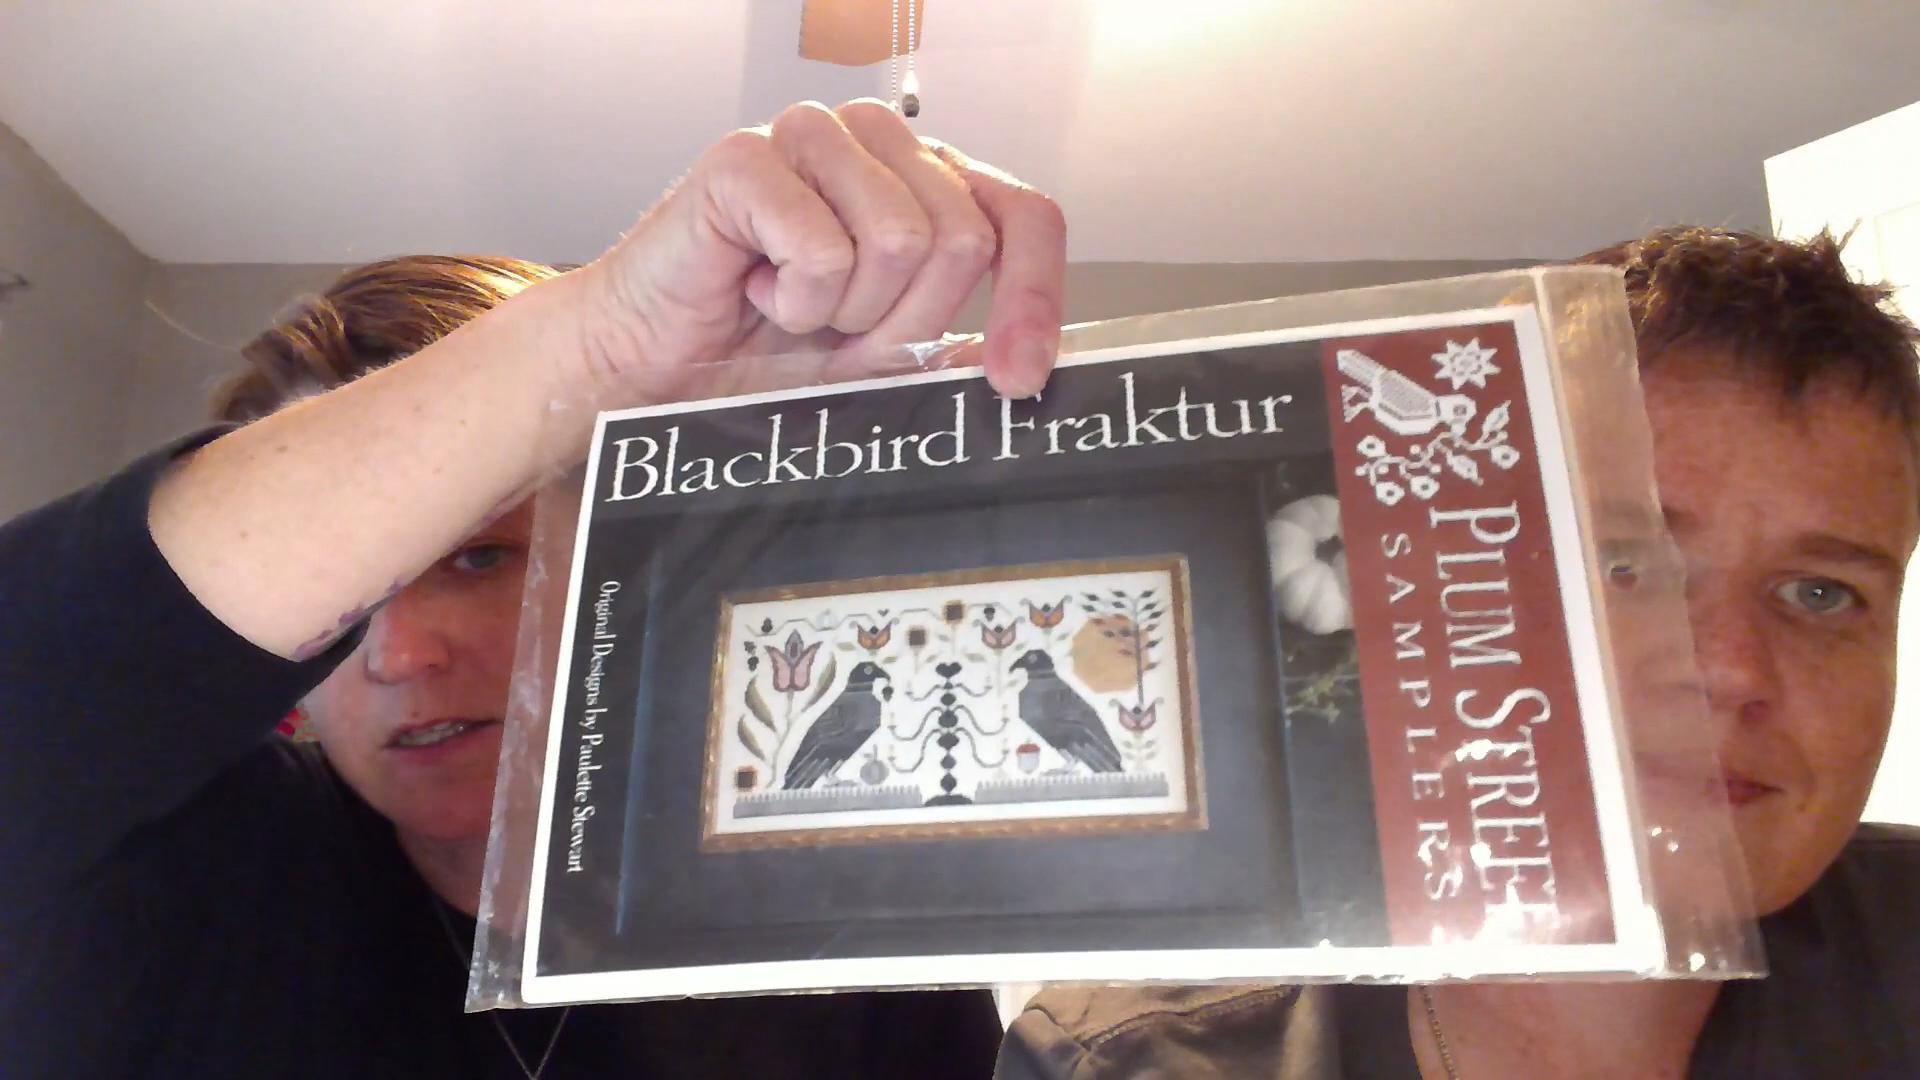 Blackbird Fraktur
PLUM STREET
SAMPLERS
Original Designs by Paulette Stewart